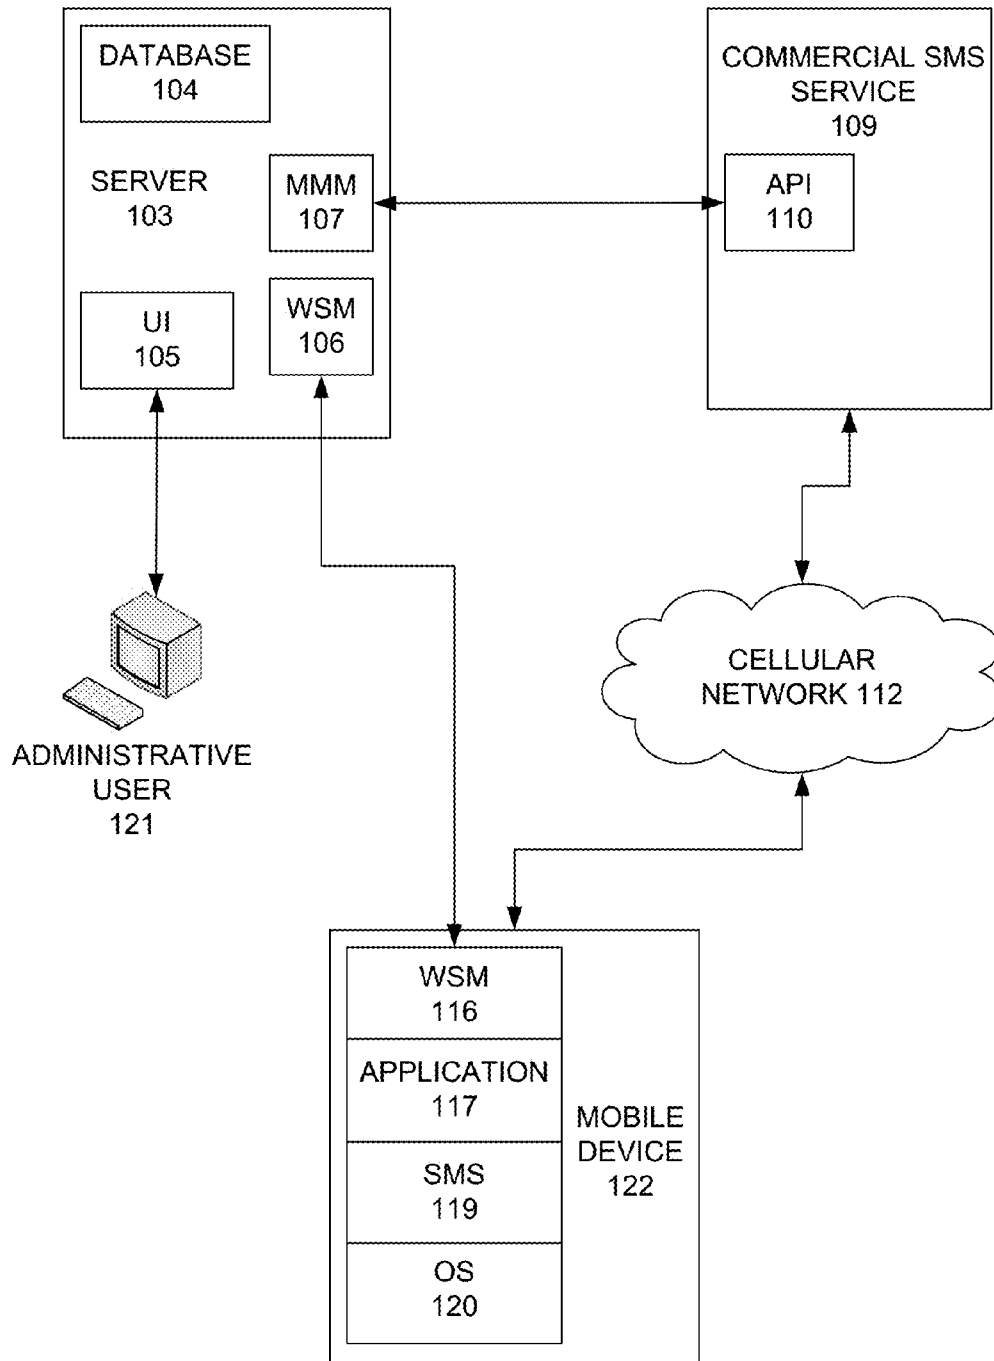 DATABASE
104
SERVER
103
MMM
107
WSM
106
UI
105
COMMERCIAL SMS
SERVICE
109
API
110
ADMINISTRATIVE
USER
121
CELLULAR
NETWORK 112
WSM
116
APPLICATION
117
SMS
119
OS
120
MOBILE
DEVICE
122